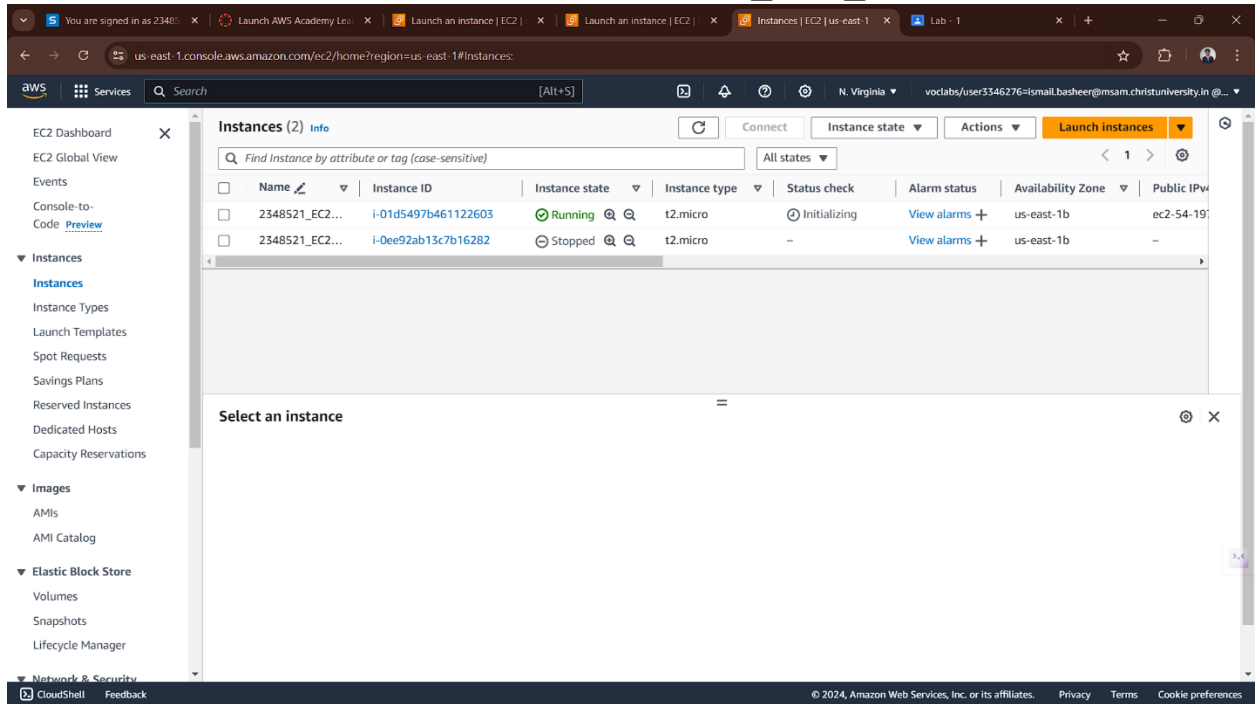 You are signed in as 23485
Launch AWS Academy Lea
Launch an instance | EC2 |
Launch an instance | EC2 |
Instances | EC2 | us-east-1
Lab - 1
us-east-1.console.aws.amazon.com/ec2/home?region=us-east-1#Instances:
aws
Services
Search
[Alt+S]
N. Virginia
voclabs/user3346276=ismail.basheer@msam.christuniversity.in @...
EC2 Dashboard
EC2 Global View
Events
Console-to-
Code Preview
Instances
Instances
Instance Types
Launch Templates
Spot Requests
Savings Plans
Reserved Instances
Dedicated Hosts
Capacity Reservations
Images
AMIs
AMI Catalog
Elastic Block Store
Volumes
Snapshots
Lifecycle Manager
Network & Security
Instances (2) Info
Connect
Instance state
Actions
Launch instances
Find Instance by attribute or tag (case-sensitive)
All states
1
Name Instance ID Instance state Instance type Status check Alarm status Availability Zone Public IPv4
2348521_EC2... i-01d5497b461122603 Running t2.micro Initializing View alarms + us-east-1b ec2-54-197
2348521_EC2... i-0ee92ab13c7b16282 Stopped t2.micro – View alarms + us-east-1b –
Select an instance
CloudShell Feedback
© 2024, Amazon Web Services, Inc. or its affiliates. Privacy Terms Cookie preferences